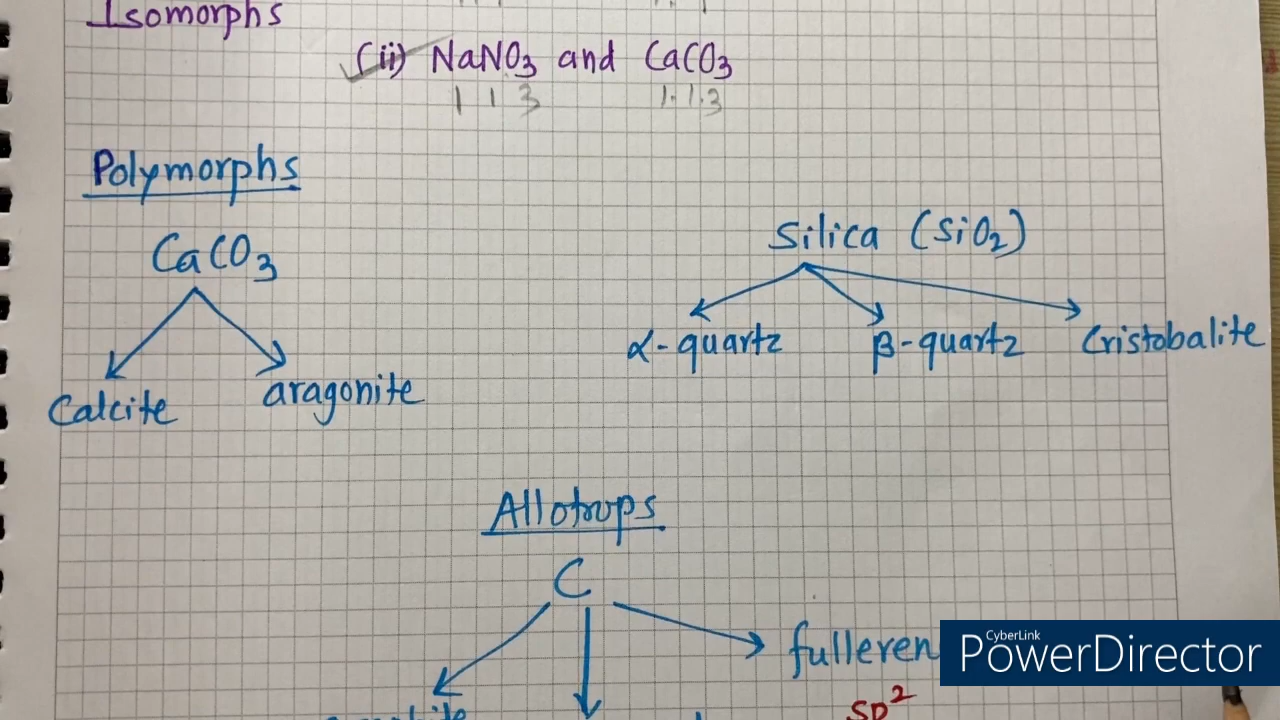 Isomorphs
(ii) NaNO3 and CaCO3
1 1 3 1.1.3
Polymorphs
CaCO3
Silica (SiO2)
Calcite aragonite
α-quartz β-quartz Cristobalite
Allotrops
C
fulleren
sp2
CyberLink
PowerDirector